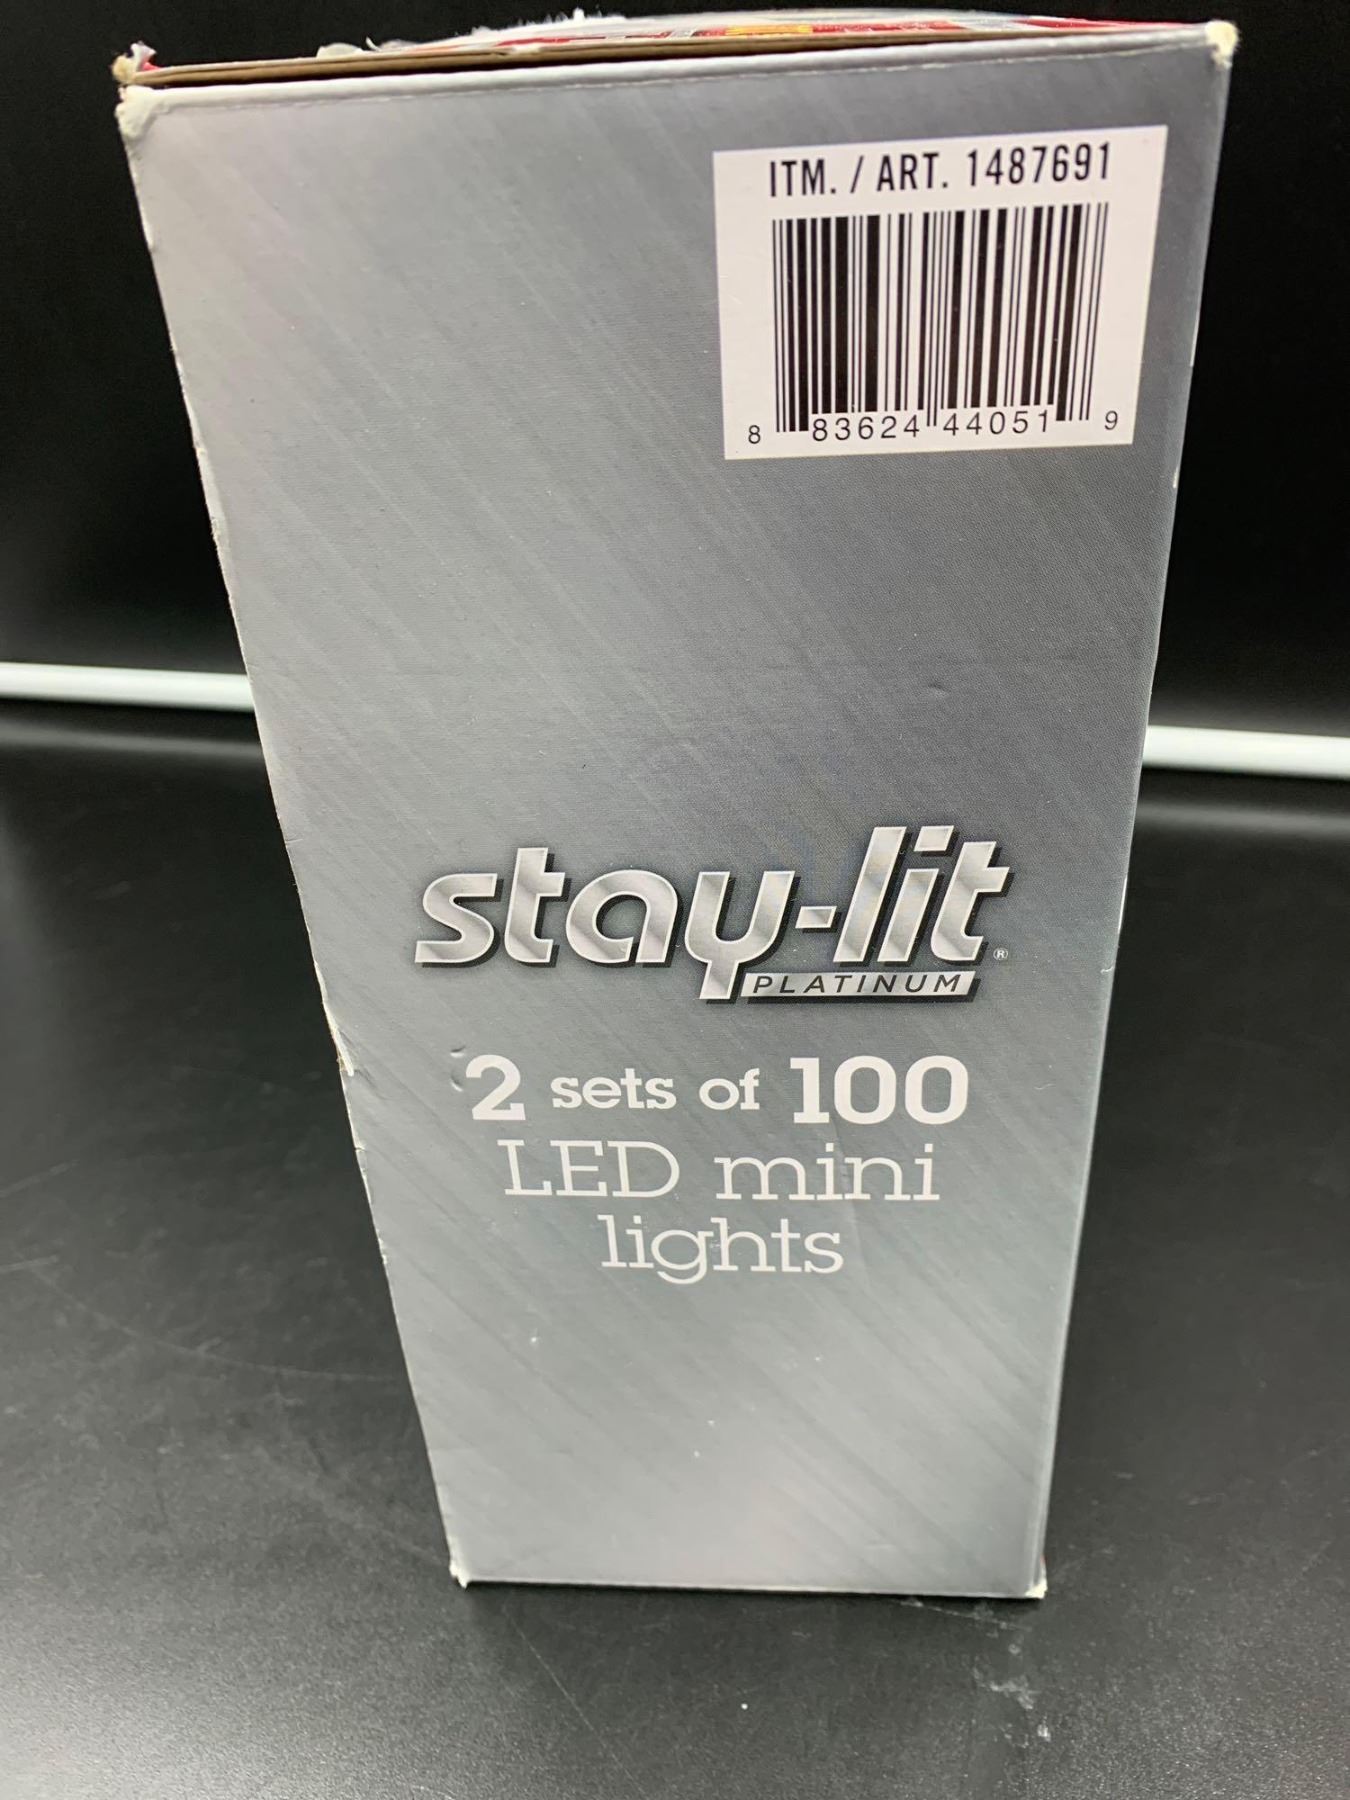 ITM. / ART. 1487691
8 83624 44051 9
stay-lit®
PLATINUM
2 sets of 100
LED mini
lights